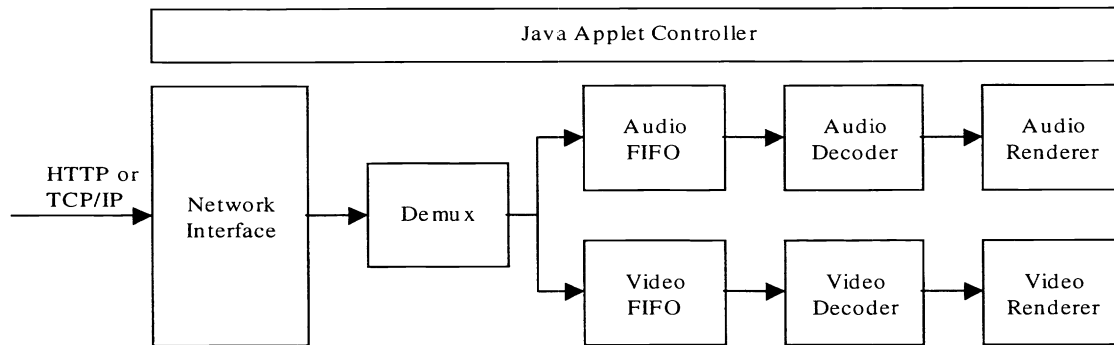 Java Applet Controller
HTTP or
TCP/IP
Network
Interface
Demux
Audio
FIFO
Audio
Decoder
Audio
Renderer
Video
FIFO
Video
Decoder
Video
Renderer